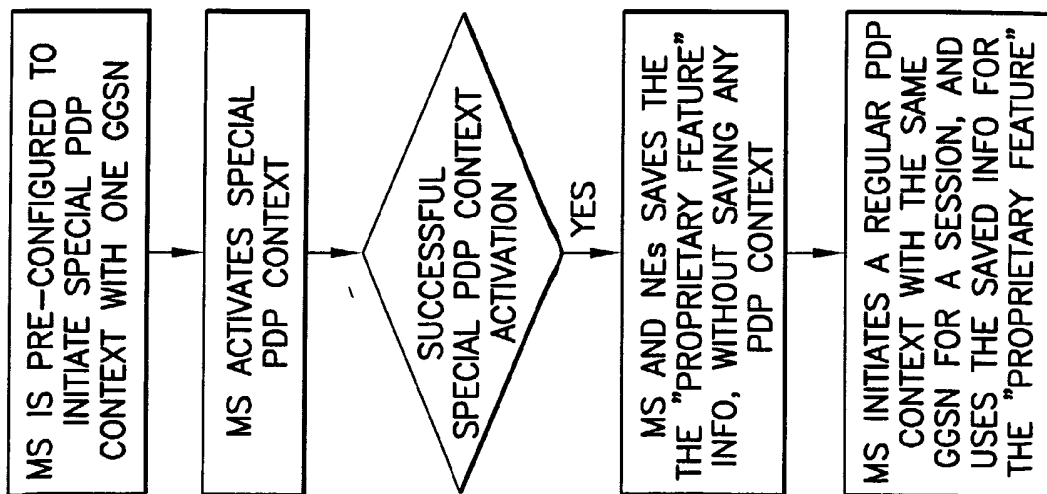 MS IS PRE-CONFIGURED TO
INITIATE SPECIAL PDP
CONTEXT WITH ONE GGSN
MS ACTIVATES SPECIAL
PDP CONTEXT
SUCCESSFUL
SPECIAL PDP CONTEXT
ACTIVATION
YES
MS AND NEs SAVES THE
THE "PROPRIETARY FEATURE"
INFO, WITHOUT SAVING ANY
PDP CONTEXT
MS INITIATES A REGULAR PDP
CONTEXT WITH THE SAME
GGSN FOR A SESSION, AND
USES THE SAVED INFO FOR
THE "PROPRIETARY FEATURE"